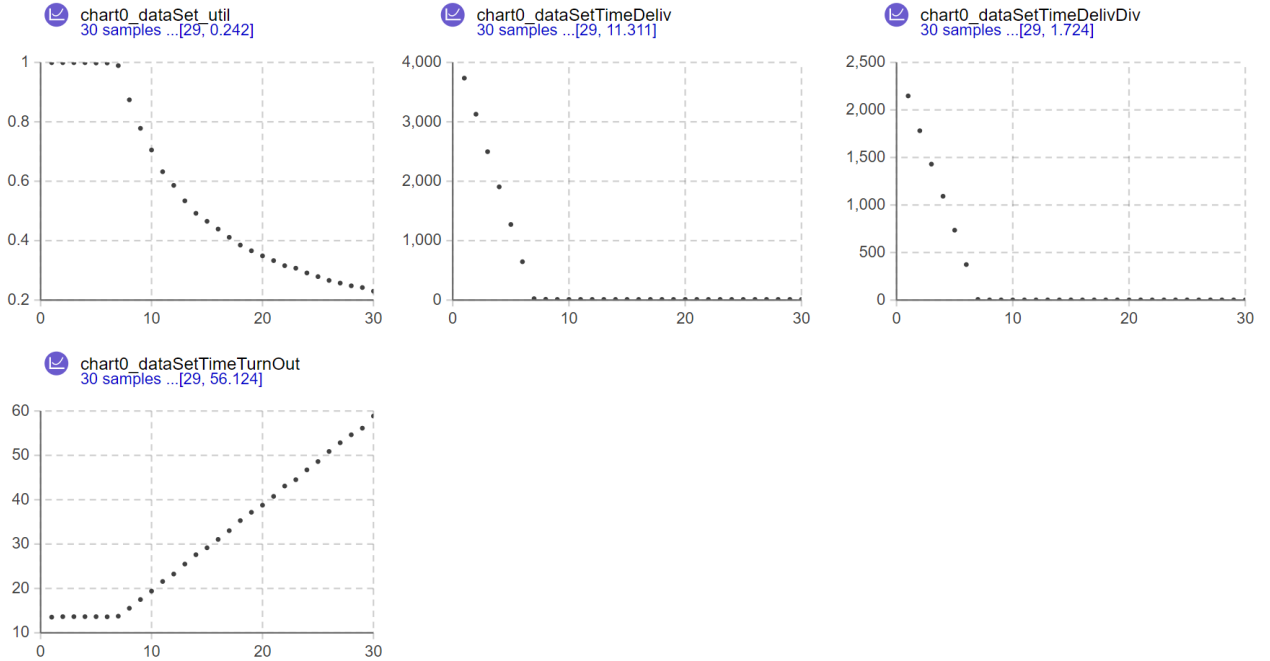 chart0_dataSet_util
30 samples ...[29, 0.242]
1
0.8
0.6
0.4
0.2
0 10 20 30
chart0_dataSetTimeDeliv
30 samples ...[29, 11.311]
4,000
3,000
2,000
1,000
0
0 10 20 30
chart0_dataSetTimeDelivDiv
30 samples ...[29, 1.724]
2,500
2,000
1,500
1,000
500
0
0 10 20 30
chart0_dataSetTimeTurnOut
30 samples ...[29, 56.124]
60
50
40
30
20
10
0 10 20 30